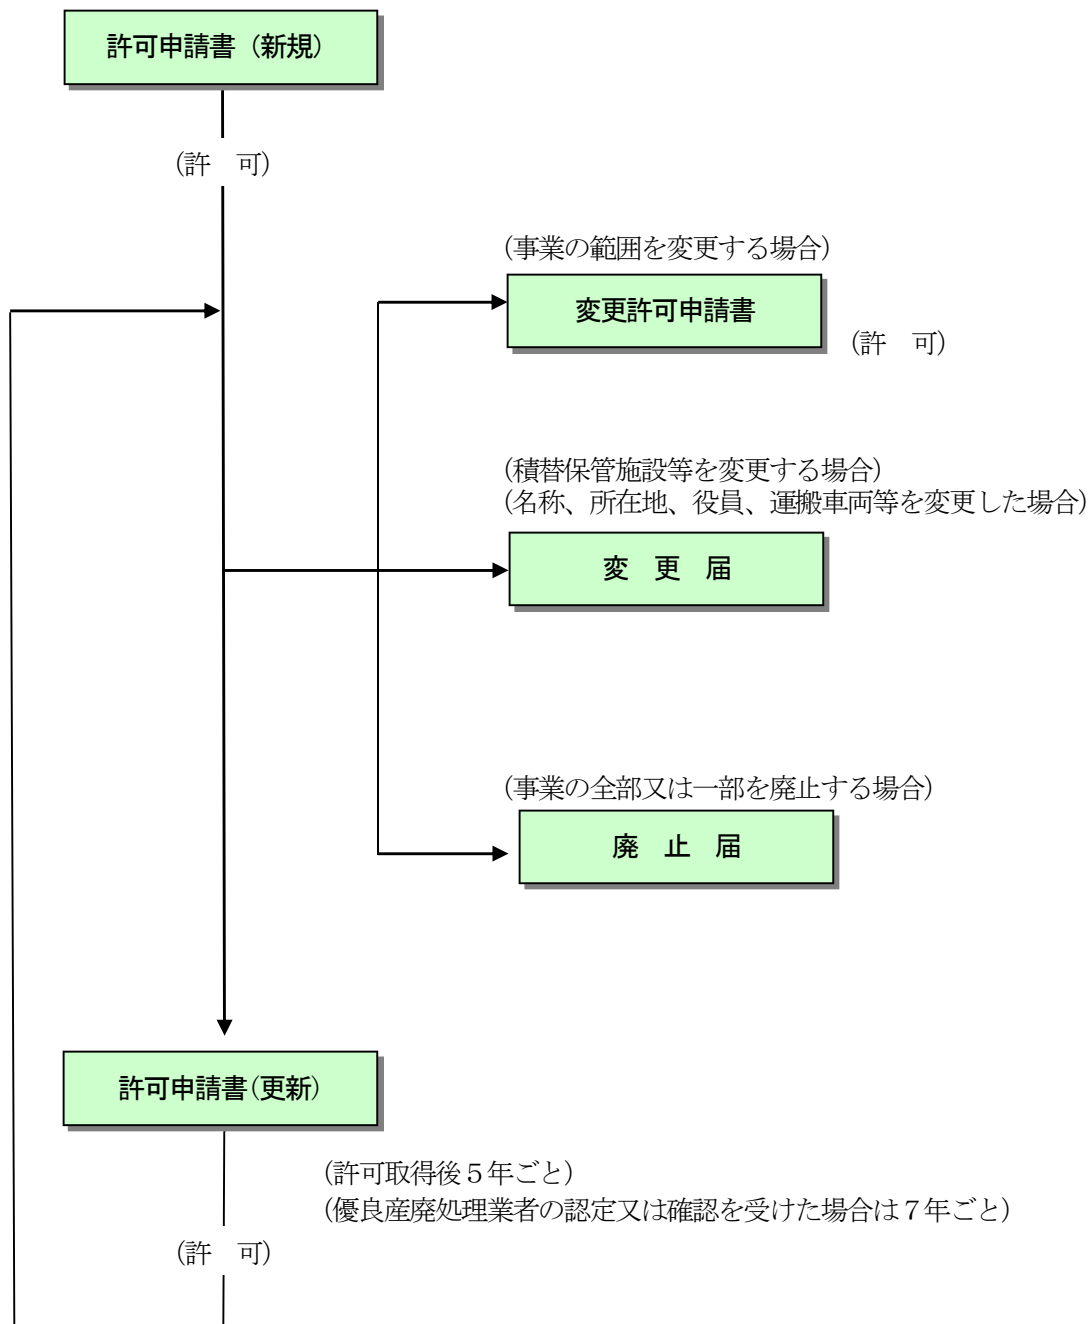 許可申請書（新規）
(許　可)
(事業の範囲を変更する場合)
変更許可申請書
(許　可)
(積替保管施設等を変更する場合)
(名称、所在地、役員、運搬車両等を変更した場合)
変　更　届
(事業の全部又は一部を廃止する場合)
廃　止　届
許可申請書(更新)
(許可取得後５年ごと)
(優良産廃処理業者の認定又は確認を受けた場合は７年ごと)
(許　可)